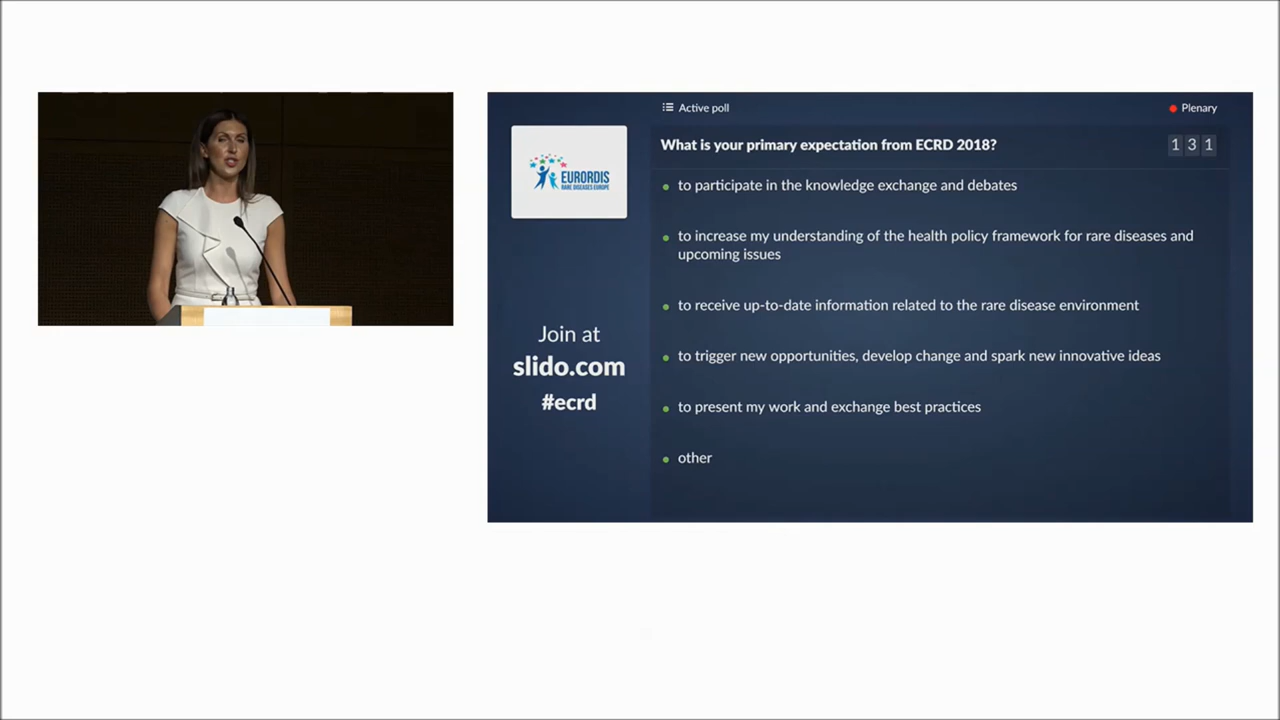 Active poll
Plenary
EURORDIS
RARE DISEASES EUROPE
What is your primary expectation from ECRD 2018?
1 3 1
to participate in the knowledge exchange and debates
to increase my understanding of the health policy framework for rare diseases and
upcoming issues
to receive up-to-date information related to the rare disease environment
to trigger new opportunities, develop change and spark new innovative ideas
to present my work and exchange best practices
other
Join at
slido.com
#ecrd